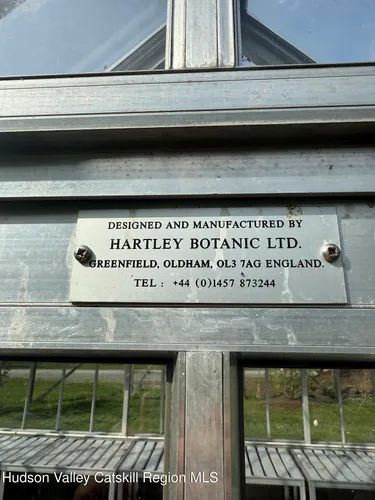 DESIGNED AND MANUFACTURED BY
HARTLEY BOTANIC LTD.
GREENFIELD, OLDHAM, OL3 7AG ENGLAND.
TEL : +44 (0)1457 873244
Hudson Valley Catskill Region MLS